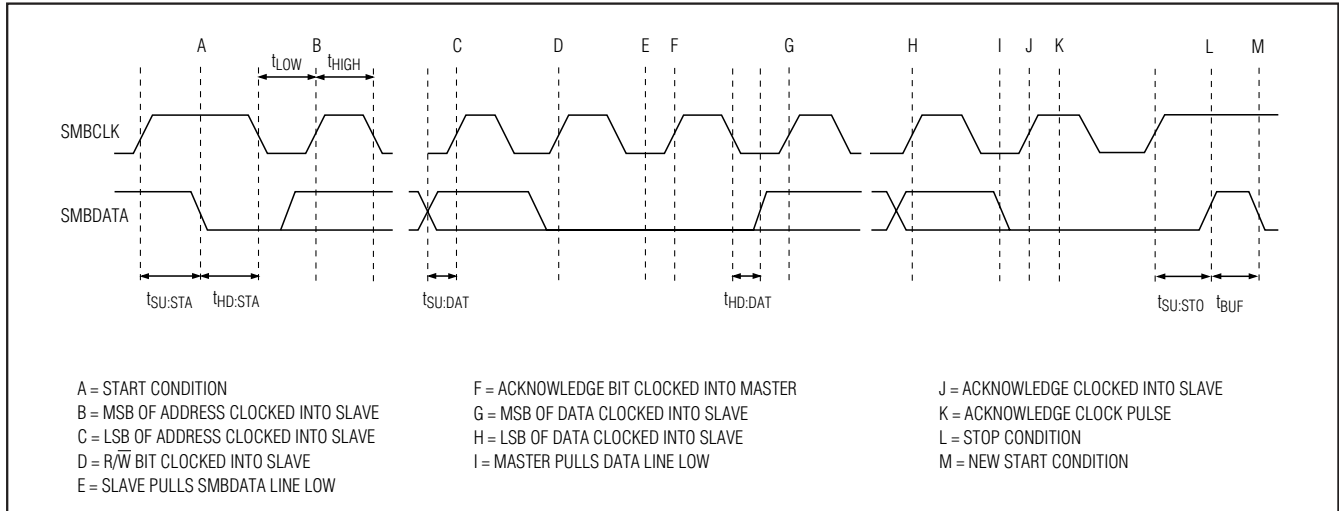 A B C D E F G H I J K L M
tLOW tHIGH
SMBCLK
SMBDATA
tSU:STA tHD:STA tSU:DAT tHD:DAT tSU:STO tBUF
A = START CONDITION
B = MSB OF ADDRESS CLOCKED INTO SLAVE
C = LSB OF ADDRESS CLOCKED INTO SLAVE
D = R/W̅ BIT CLOCKED INTO SLAVE
E = SLAVE PULLS SMBDATA LINE LOW
F = ACKNOWLEDGE BIT CLOCKED INTO MASTER
G = MSB OF DATA CLOCKED INTO SLAVE
H = LSB OF DATA CLOCKED INTO SLAVE
I = MASTER PULLS DATA LINE LOW
J = ACKNOWLEDGE CLOCKED INTO SLAVE
K = ACKNOWLEDGE CLOCK PULSE
L = STOP CONDITION
M = NEW START CONDITION